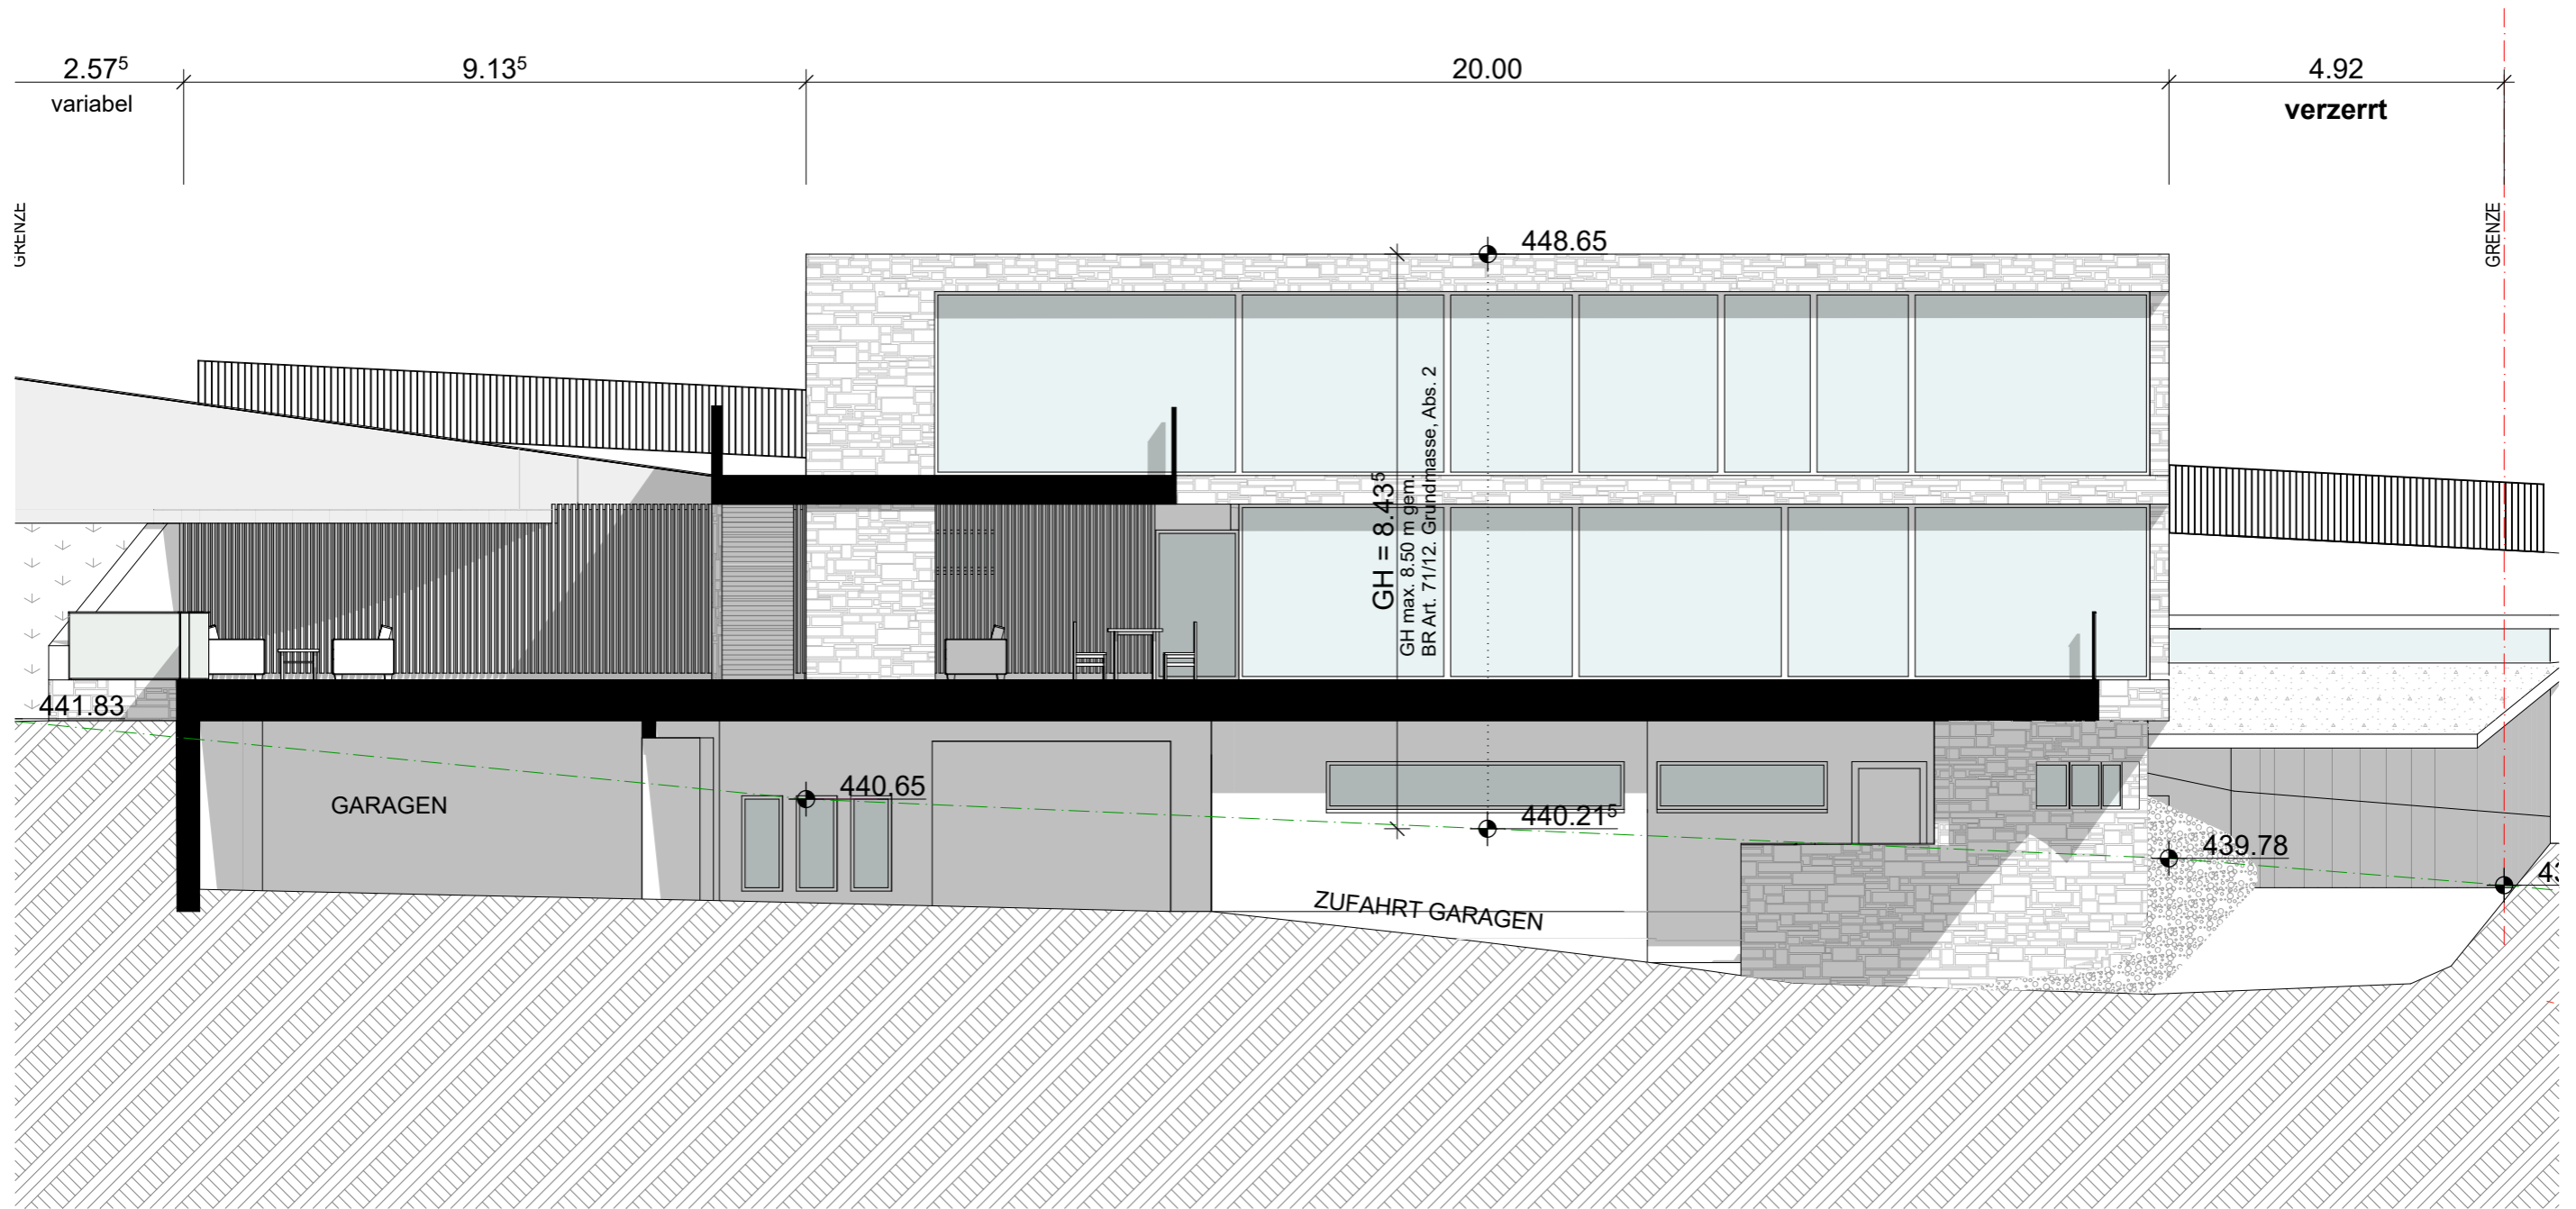 2.57⁵
9.13⁵
20.00
4.92
variabel
verzerrt
GRENZE
GRENZE
448.65
GH = 8.43⁵
GH max. 8.50 m gem.
BR Art. 71/12. Grundmasse, Abs. 2
441.83
GARAGEN
440.65
440.21⁵
439.78
ZUFAHRT GARAGEN